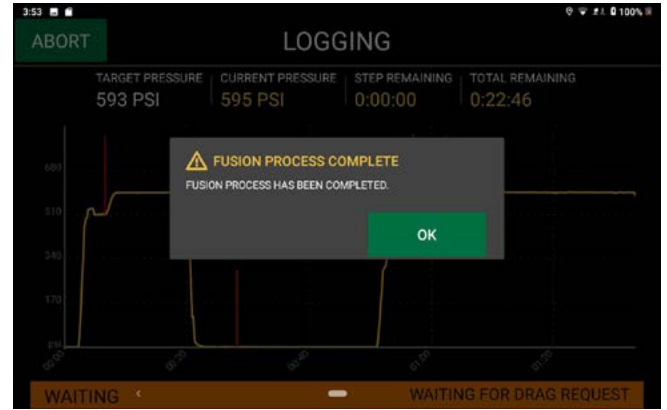 3:53
100%
ABORT
LOGGING
TARGET PRESSURE
CURRENT PRESSURE
STEP REMAINING
TOTAL REMAINING
593 PSI
595 PSI
0:00:00
0:22:46
FUSION PROCESS COMPLETE
FUSION PROCESS HAS BEEN COMPLETED.
OK
680
510
340
170
PSI
00:00
00:20
00:40
01:00
01:20
WAITING
WAITING FOR DRAG REQUEST